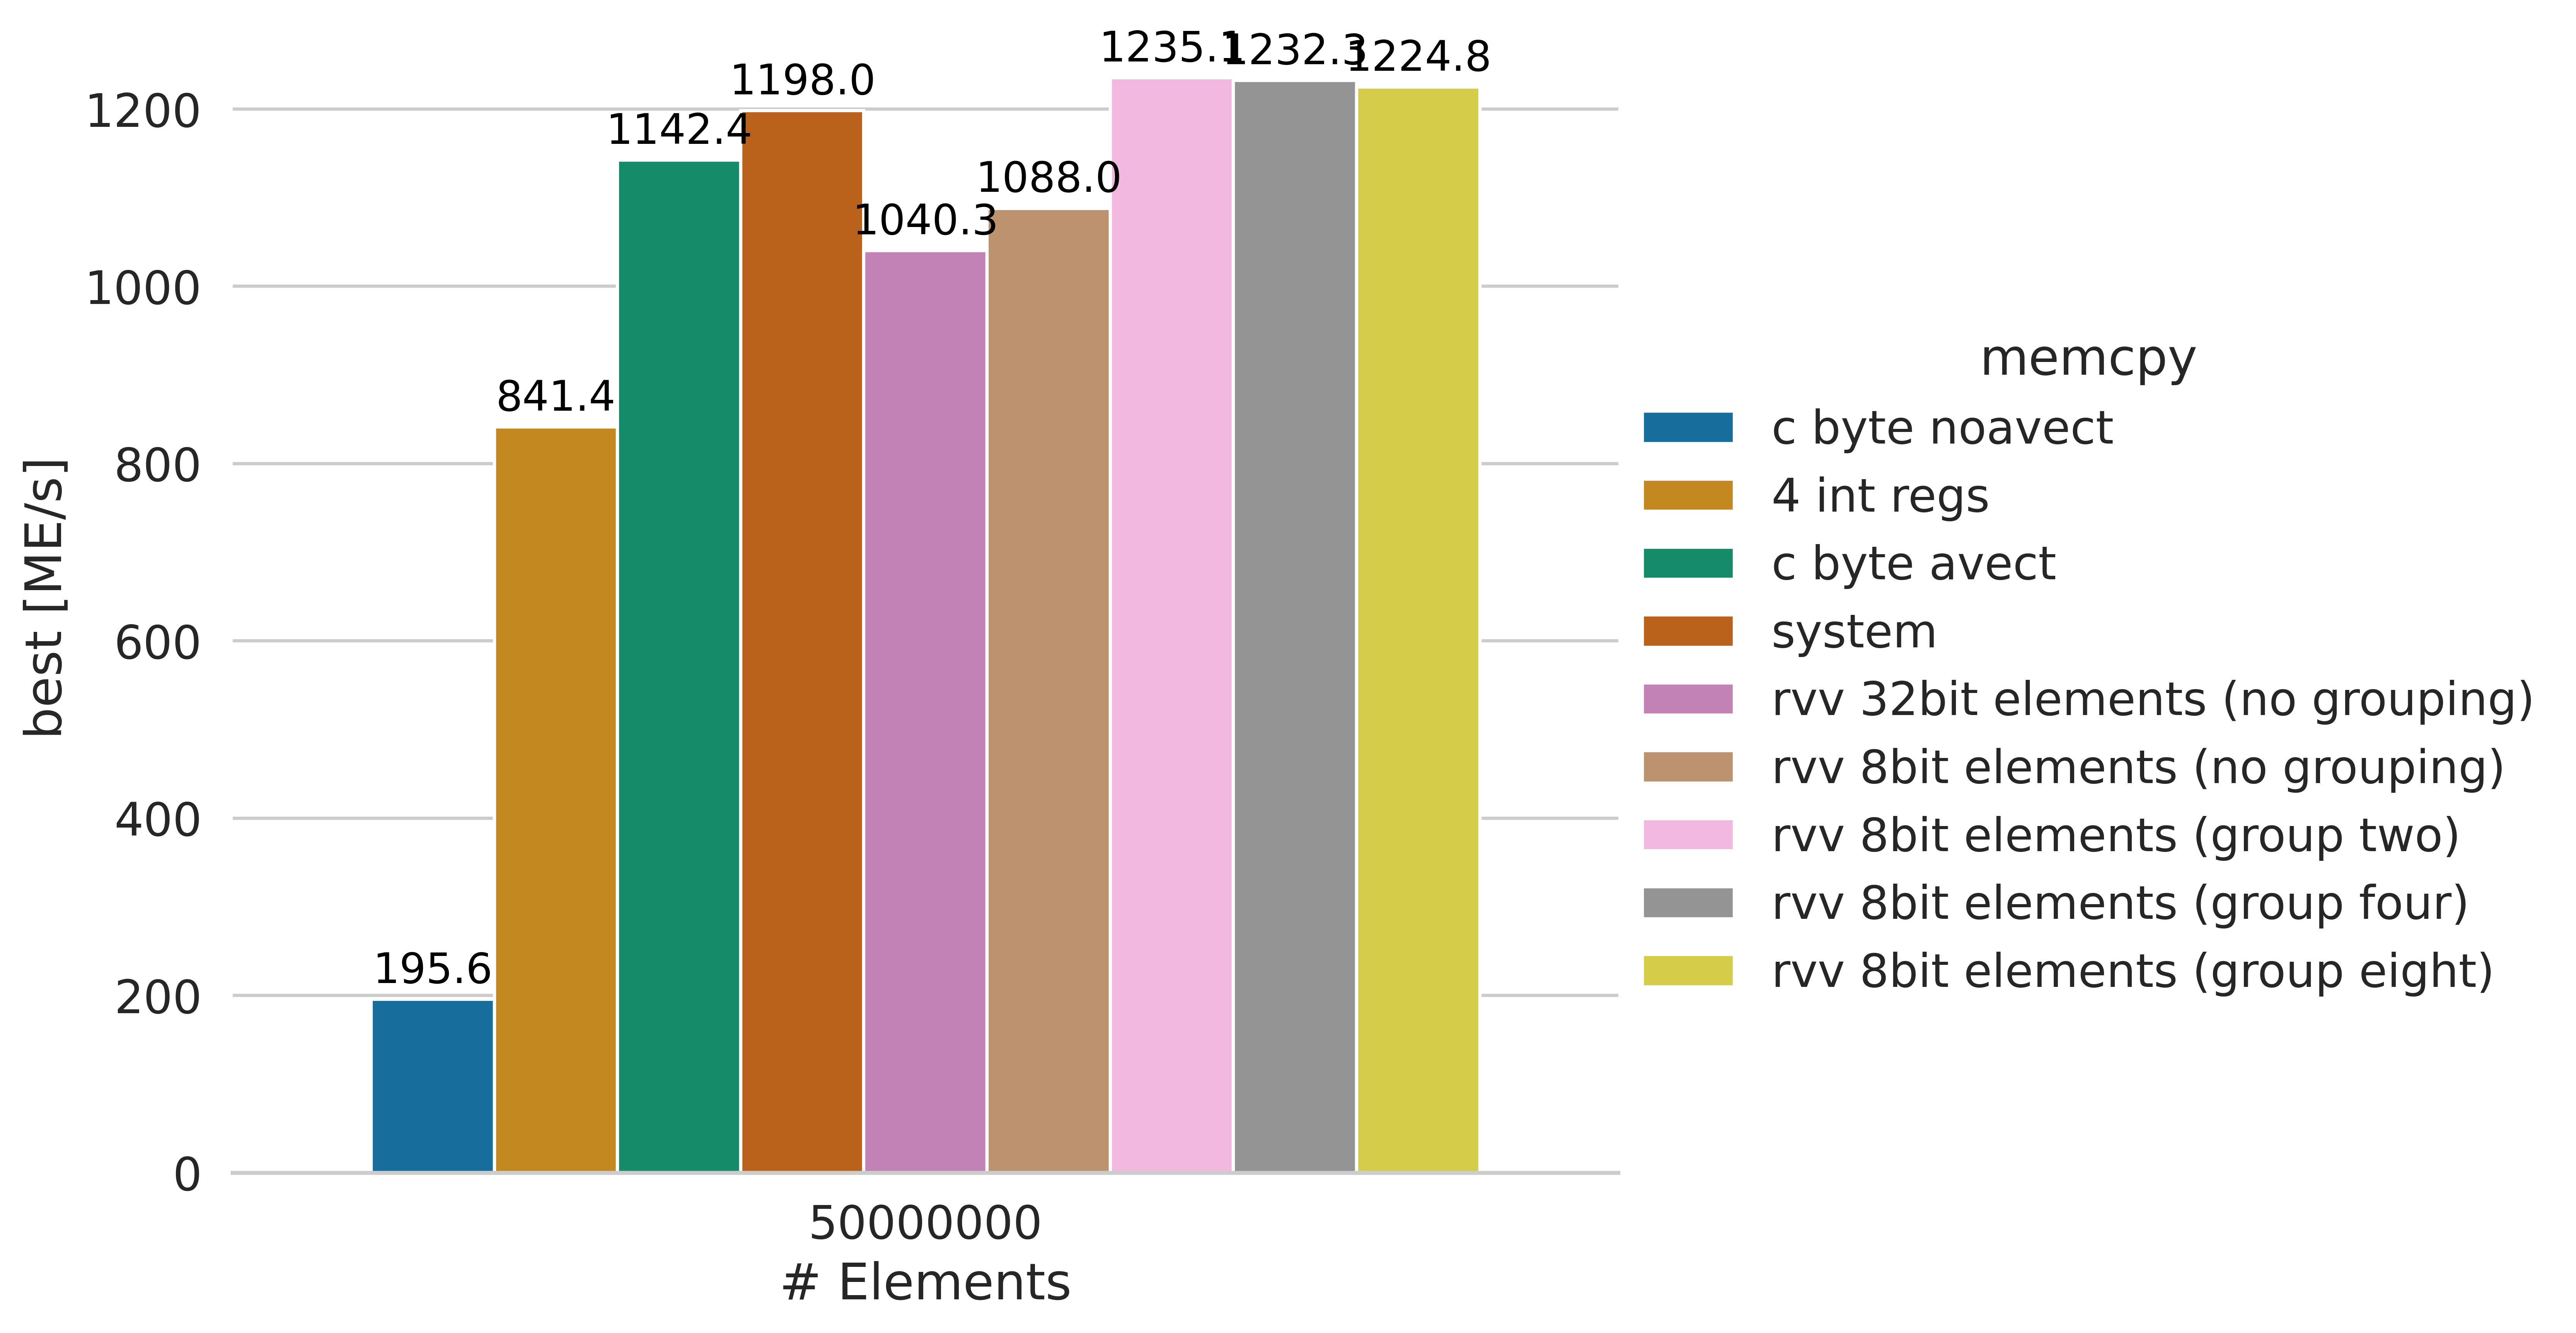 1235.1 1232.3 1224.8
1198.0
1142.4
1088.0
1040.3
841.4
195.6
1200
1000
800
600
400
200
0
best [ME/s]
50000000
# Elements
memcpy
c byte noavect
4 int regs
c byte avect
system
rvv 32bit elements (no grouping)
rvv 8bit elements (no grouping)
rvv 8bit elements (group two)
rvv 8bit elements (group four)
rvv 8bit elements (group eight)